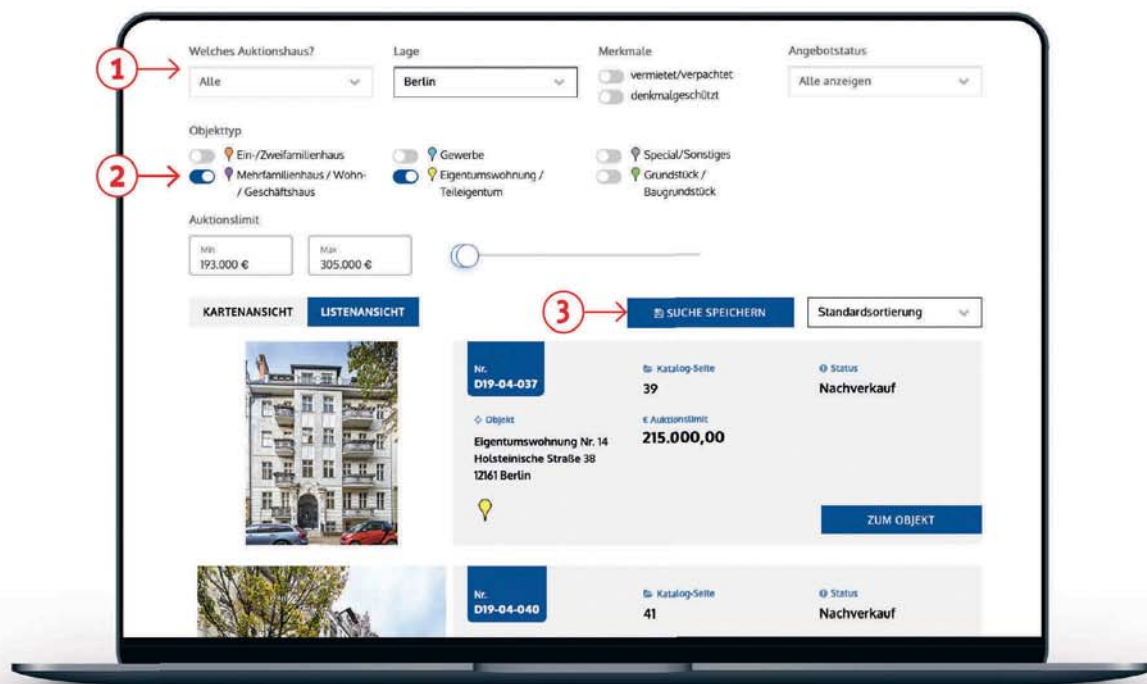 Welches Auktionshaus?
Lage
Merkmale
Angebotstatus
1
Alle
Berlin
vermietet/verpachtet
denkmalgeschützt
Alle anzeigen
Objekttyp
Ein-/Zweifamilienhaus
Gewerbe
Special/Sonstiges
2
Mehrfamilienhaus / Wohn-
/ Geschäftshaus
Eigentumswohnung /
Teileigentum
Grundstück /
Baugrundstück
Auktionslimit
Min
193.000 €
Max
305.000 €
KARTENANSICHT
LISTENANSICHT
3
SUCHE SPEICHERN
Standardsortierung
Nr.
D19-04-037
Katalog-Seite
39
Status
Nachverkauf
Objekt
Eigentumswohnung Nr. 14
Holsteinische Straße 38
12161 Berlin
€ Auktionslimit
215.000,00
ZUM OBJEKT
Nr.
D19-04-040
Katalog-Seite
41
Status
Nachverkauf